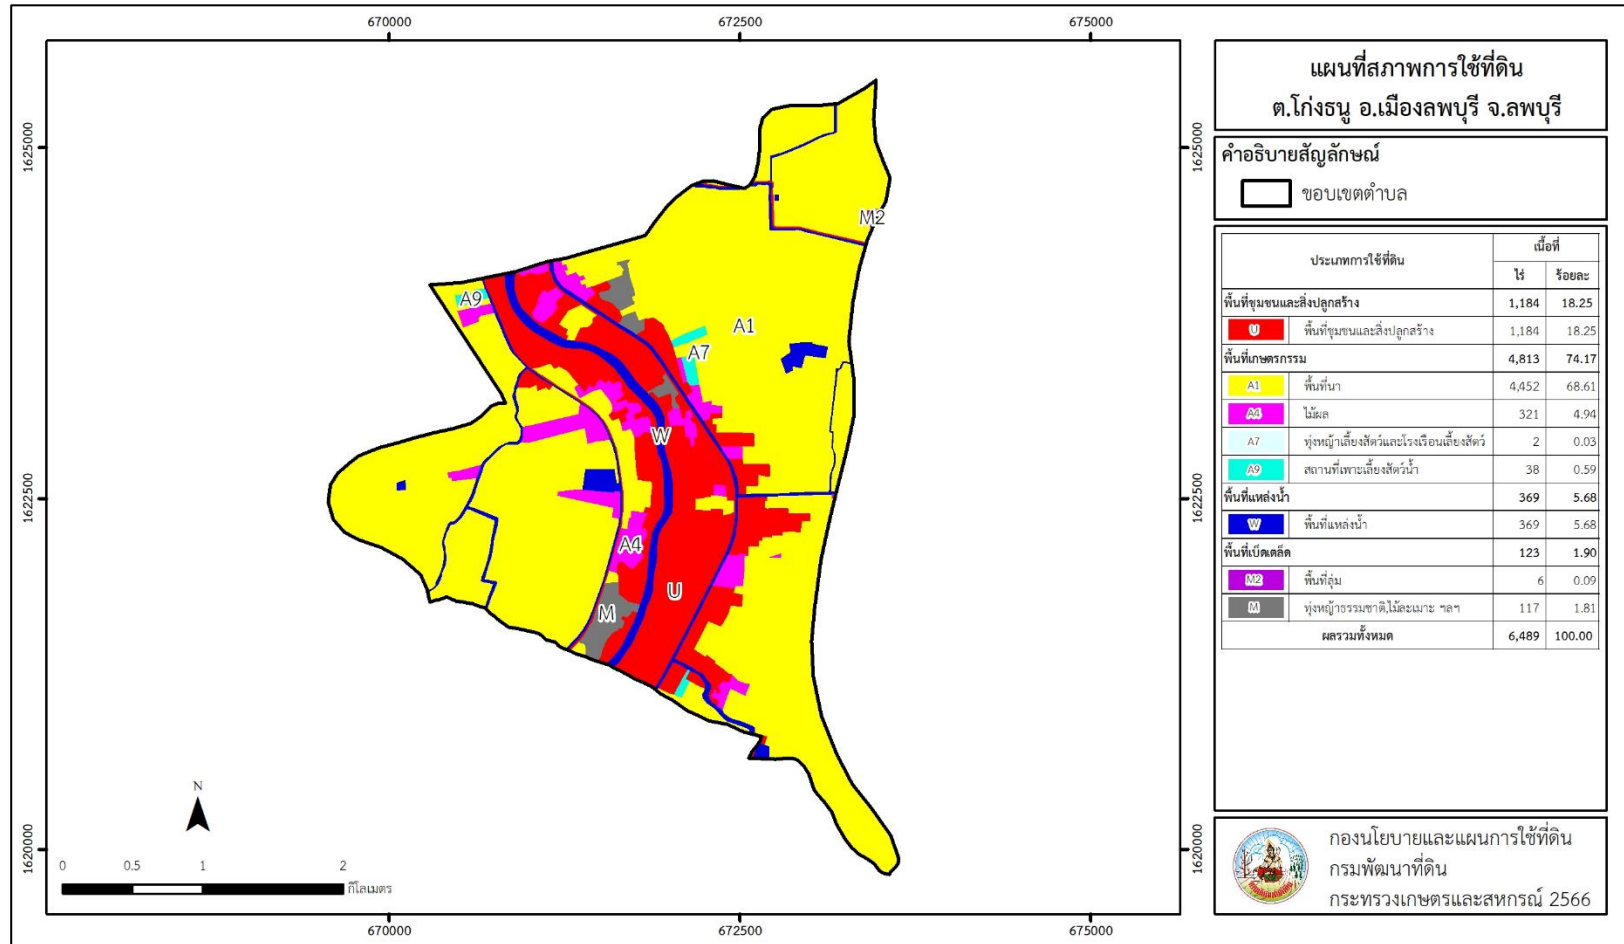 670000
672500
675000
1625000
1622500
1620000
1625000
1622500
1620000
670000
672500
675000
M2
A9
A1
A7
W
A4
U
M
N
0
0.5
1
2
กิโลเมตร
แผนที่สภาพการใช้ที่ดิน
ต.โก่งธนู อ.เมืองลพบุรี จ.ลพบุรี
คำอธิบายสัญลักษณ์
ขอบเขตตำบล
ประเภทการใช้ที่ดิน เนื้อที่
ไร่ ร้อยละ
พื้นที่ชุมชนและสิ่งปลูกสร้าง 1,184 18.25
U พื้นที่ชุมชนและสิ่งปลูกสร้าง 1,184 18.25
พื้นที่เกษตรกรรม 4,813 74.17
A1 พื้นที่นา 4,452 68.61
A4 ไม้ผล 321 4.94
A7 ทุ่งหญ้าเลี้ยงสัตว์และโรงเรือนเลี้ยงสัตว์ 2 0.03
A9 สถานที่เพาะเลี้ยงสัตว์น้ำ 38 0.59
พื้นที่แหล่งน้ำ 369 5.68
W พื้นที่แหล่งน้ำ 369 5.68
พื้นที่เบ็ดเตล็ด 123 1.90
M2 พื้นที่ลุ่ม 6 0.09
M ทุ่งหญ้าธรรมชาติ,ไม้ละเมาะ ฯลฯ 117 1.81
ผลรวมทั้งหมด 6,489 100.00
กองนโยบายและแผนการใช้ที่ดิน
กรมพัฒนาที่ดิน
กระทรวงเกษตรและสหกรณ์ 2566